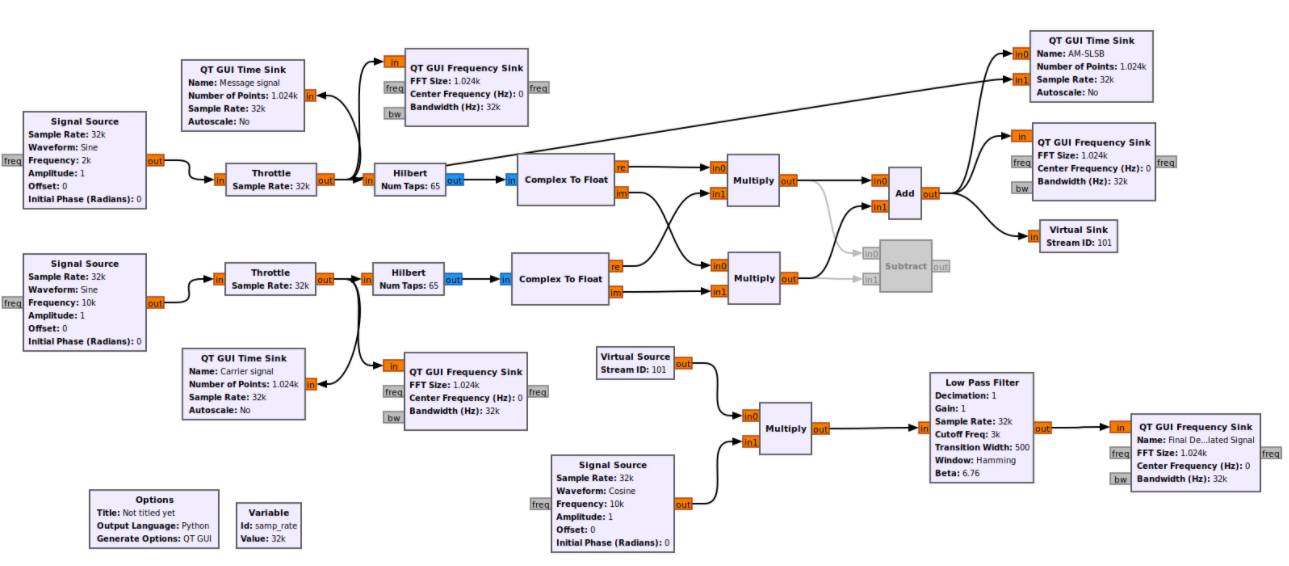 QT GUI Time Sink
Name: Message signal
Number of Points: 1.024k
Sample Rate: 32k
Autoscale: No
in
in
freq
bw
QT GUI Frequency Sink
FFT Size: 1.024k
Center Frequency (Hz): 0
Bandwidth (Hz): 32k
freq
in0
in1
QT GUI Time Sink
Name: AM-SLSB
Number of Points: 1.024k
Sample Rate: 32k
Autoscale: No
freq
Signal Source
Sample Rate: 32k
Waveform: Sine
Frequency: 2k
Amplitude: 1
Offset: 0
Initial Phase (Radians): 0
out
in
Throttle
Sample Rate: 32k
out
in
Hilbert
Num Taps: 65
out
in
Complex To Float
re
im
in0
in1
Multiply
out
in0
in1
Add
out
in
freq
bw
QT GUI Frequency Sink
FFT Size: 1.024k
Center Frequency (Hz): 0
Bandwidth (Hz): 32k
freq
in
Virtual Sink
Stream ID: 101
freq
Signal Source
Sample Rate: 32k
Waveform: Sine
Frequency: 10k
Amplitude: 1
Offset: 0
Initial Phase (Radians): 0
out
in
Throttle
Sample Rate: 32k
out
in
Hilbert
Num Taps: 65
out
in
Complex To Float
re
im
in0
in1
Multiply
out
in0
in1
Subtract
out
QT GUI Time Sink
Name: Carrier signal
Number of Points: 1.024k
Sample Rate: 32k
Autoscale: No
in
in
freq
bw
QT GUI Frequency Sink
FFT Size: 1.024k
Center Frequency (Hz): 0
Bandwidth (Hz): 32k
freq
Virtual Source
Stream ID: 101
out
in0
in1
Multiply
out
in
Low Pass Filter
Decimation: 1
Gain: 1
Sample Rate: 32k
Cutoff Freq: 3k
Transition Width: 500
Window: Hamming
Beta: 6.76
out
in
freq
bw
QT GUI Frequency Sink
Name: Final De...lated Signal
FFT Size: 1.024k
Center Frequency (Hz): 0
Bandwidth (Hz): 32k
freq
freq
Signal Source
Sample Rate: 32k
Waveform: Cosine
Frequency: 10k
Amplitude: 1
Offset: 0
Initial Phase (Radians): 0
out
Options
Title: Not titled yet
Output Language: Python
Generate Options: QT GUI
Variable
Id: samp_rate
Value: 32k